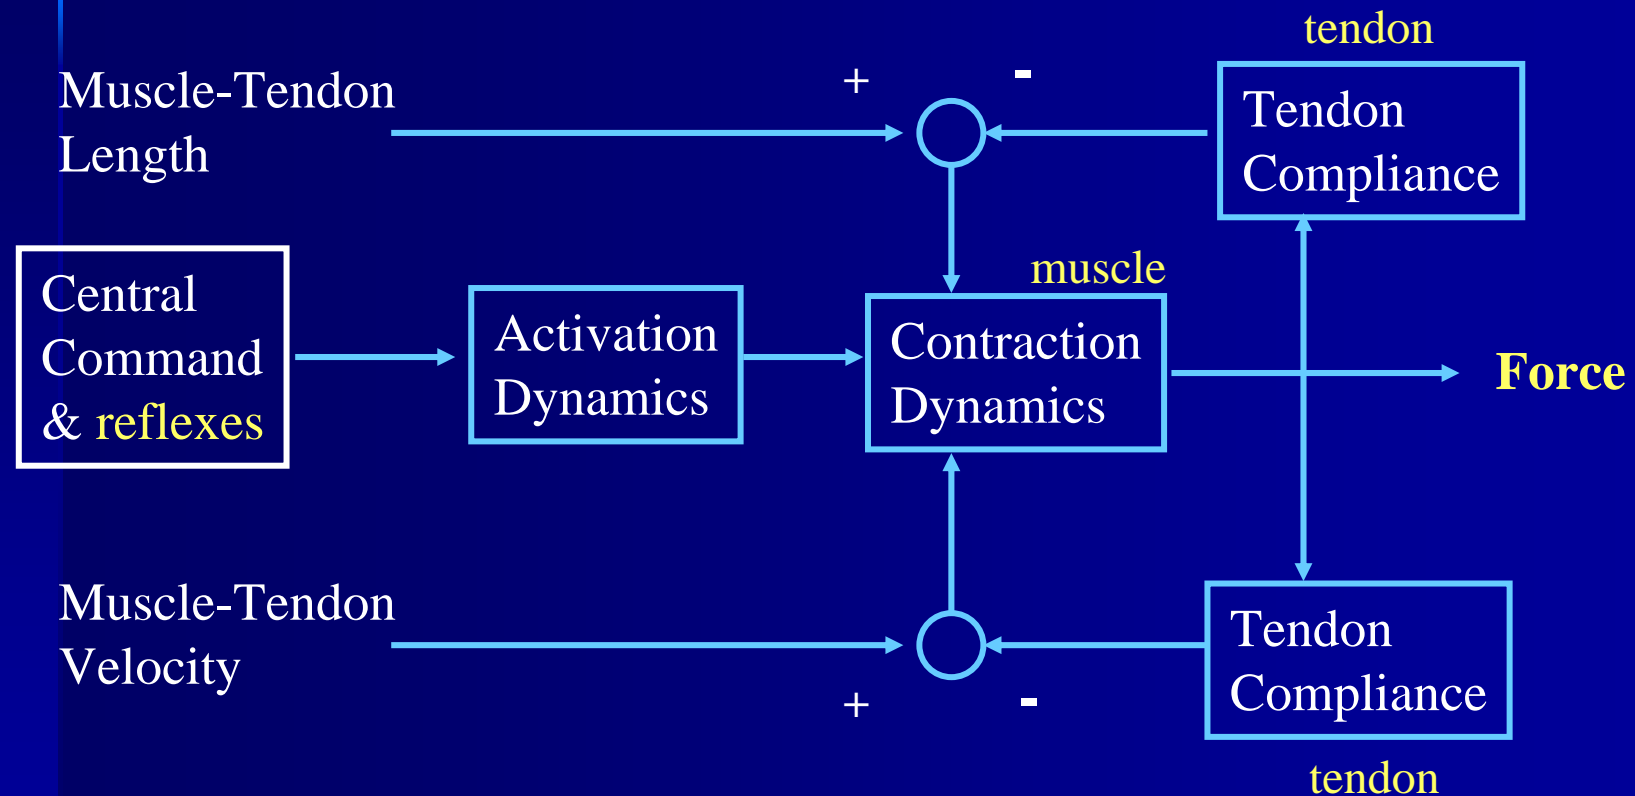 tendon
+ -
Muscle-Tendon
Length
Tendon
Compliance
muscle
Central
Command
& reflexes
Activation
Dynamics
Contraction
Dynamics
Force
Muscle-Tendon
Velocity
+ -
Tendon
Compliance
tendon